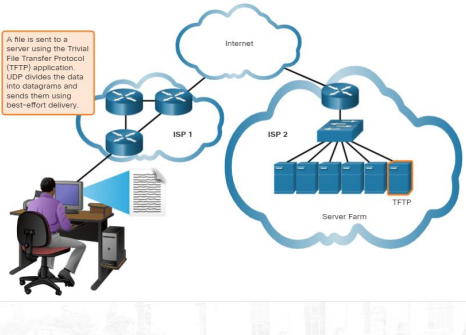 A file is sent to a
server using the Trivial
File Transfer Protocol
(TFTP) application.
UDP divides the data
into datagrams and
sends them using
best-effort delivery.
Internet
ISP 1
ISP 2
TFTP
Server Farm